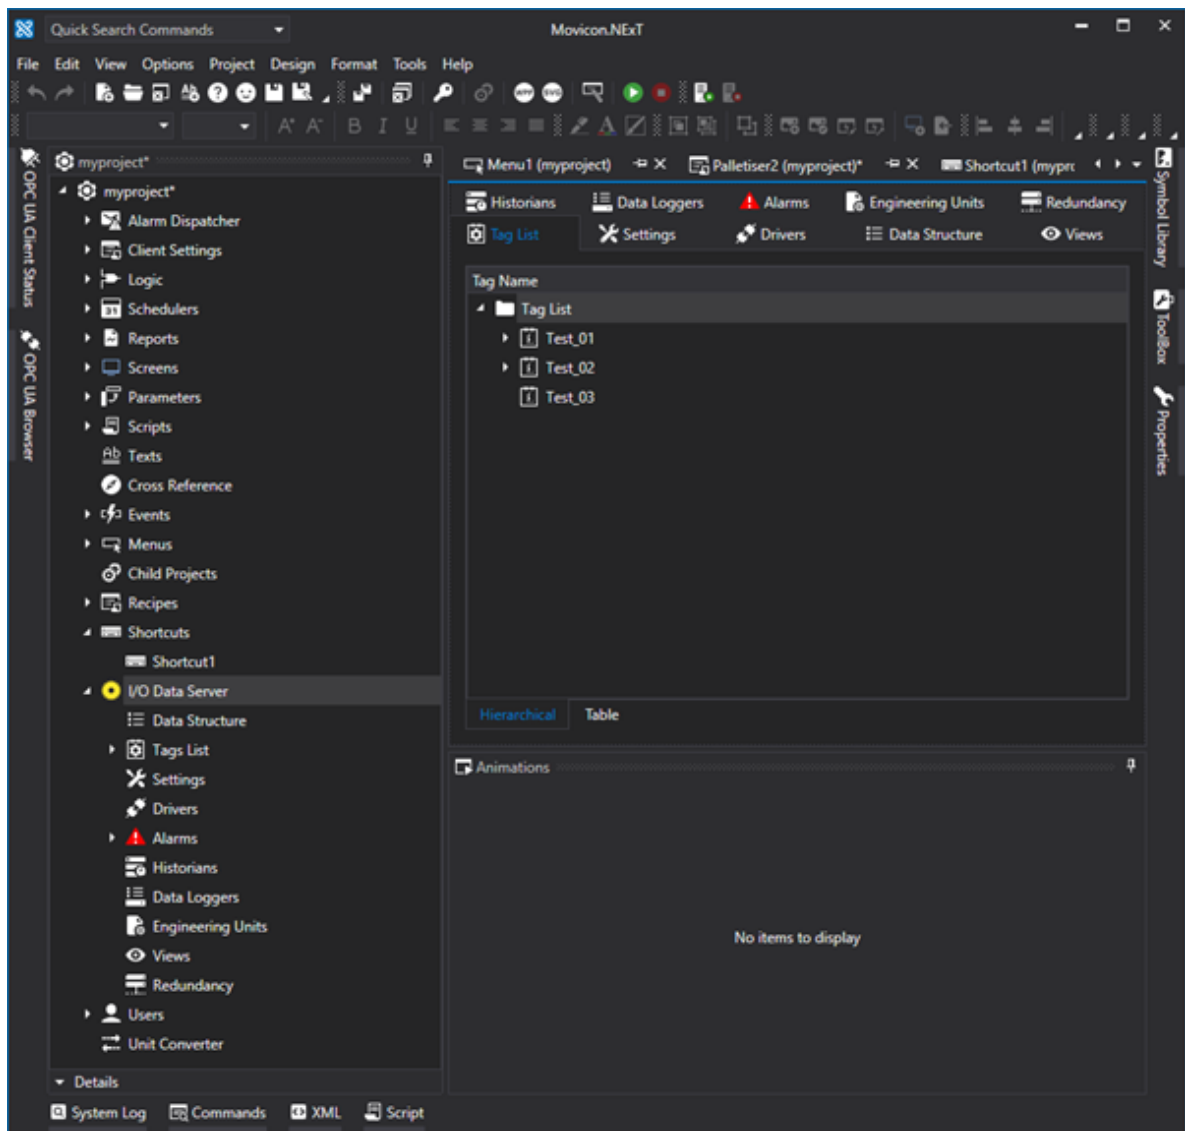 Quick Search Commands
Movicon.NExT
File Edit View Options Project Design Format Tools Help
OPC UA Client Status
OPC UA Browser
myproject*
myproject*
Alarm Dispatcher
Client Settings
Logic
Schedulers
Reports
Screens
Parameters
Scripts
Texts
Cross Reference
Events
Menus
Child Projects
Recipes
Shortcuts
Shortcut1
I/O Data Server
Data Structure
Tags List
Settings
Drivers
Alarms
Historians
Data Loggers
Engineering Units
Views
Redundancy
Users
Unit Converter
Details
Menu1 (myproject) Palletiser2 (myproject)* Shortcut1 (mypro
Historians Data Loggers Alarms Engineering Units Redundancy
Tag List Settings Drivers Data Structure Views
Tag Name
Tag List
Test_01
Test_02
Test_03
Hierarchical Table
Animations
No items to display
Symbol Library
ToolBox
Properties
System Log Commands XML Script